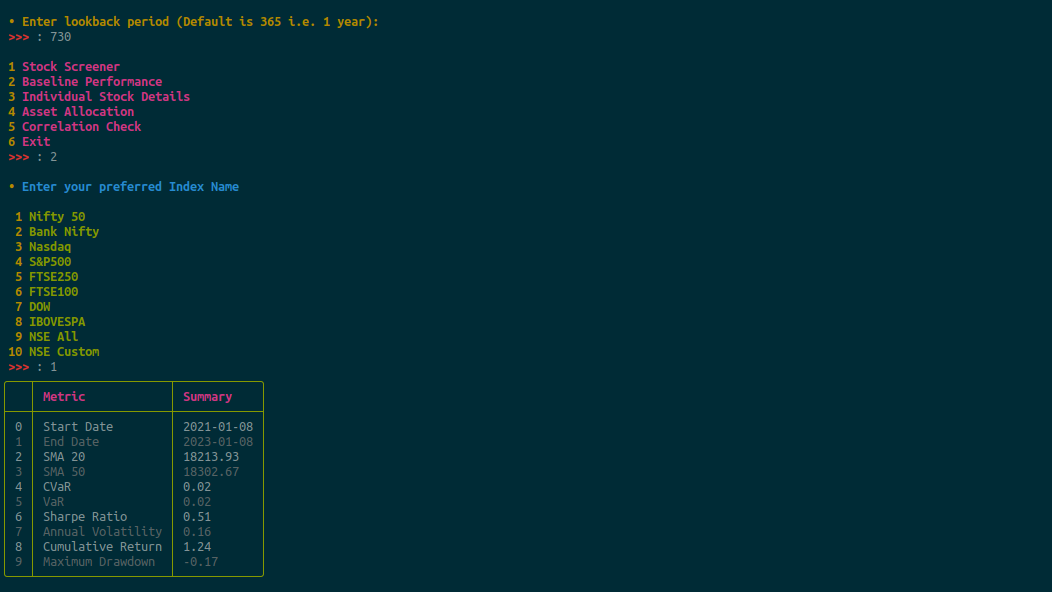 • Enter lookback period (Default is 365 i.e. 1 year):
>>> : 730
1 Stock Screener
2 Baseline Performance
3 Individual Stock Details
4 Asset Allocation
5 Correlation Check
6 Exit
>>> : 2
• Enter your preferred Index Name
1 Nifty 50
2 Bank Nifty
3 Nasdaq
4 S&P500
5 FTSE250
6 FTSE100
7 DOW
8 IBOVESPA
9 NSE All
10 NSE Custom
>>> : 1
Metric Summary
0 Start Date 2021-01-08
1 End Date 2023-01-08
2 SMA 20 18213.93
3 SMA 50 18302.67
4 CVaR 0.02
5 VaR 0.02
6 Sharpe Ratio 0.51
7 Annual Volatility 0.16
8 Cumulative Return 1.24
9 Maximum Drawdown -0.17